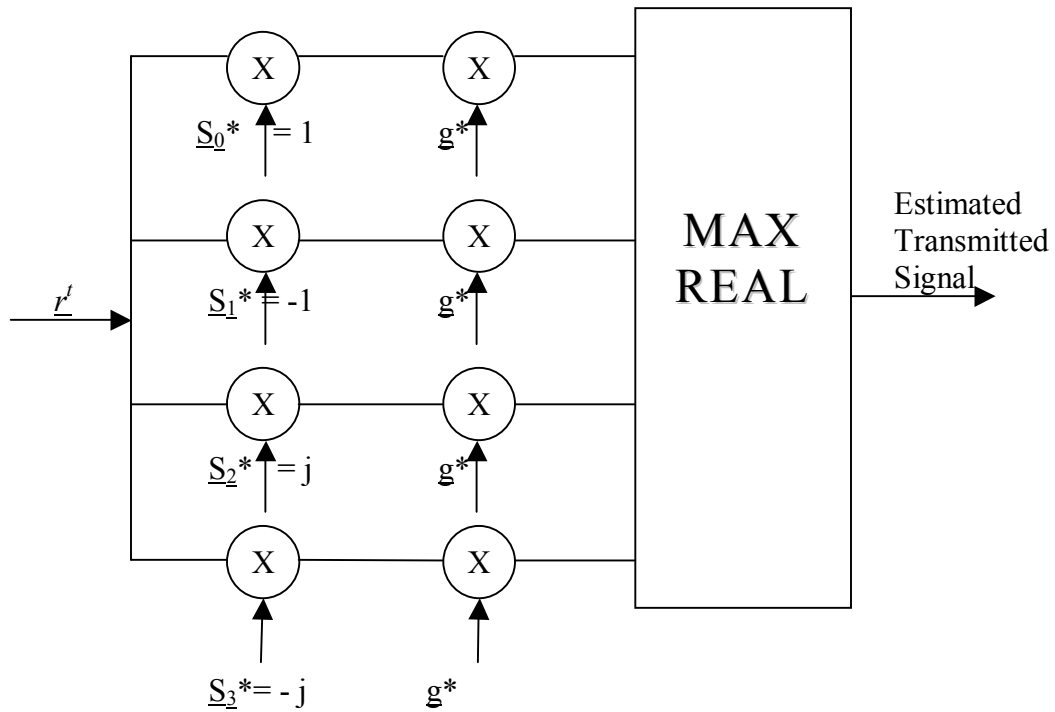 X X
S0* = 1 g*
X X
MAX
REAL
Estimated
Transmitted
Signal
S1* = -1 g*
r^t
X X
S2* = j g*
X X
S3*= - j g*